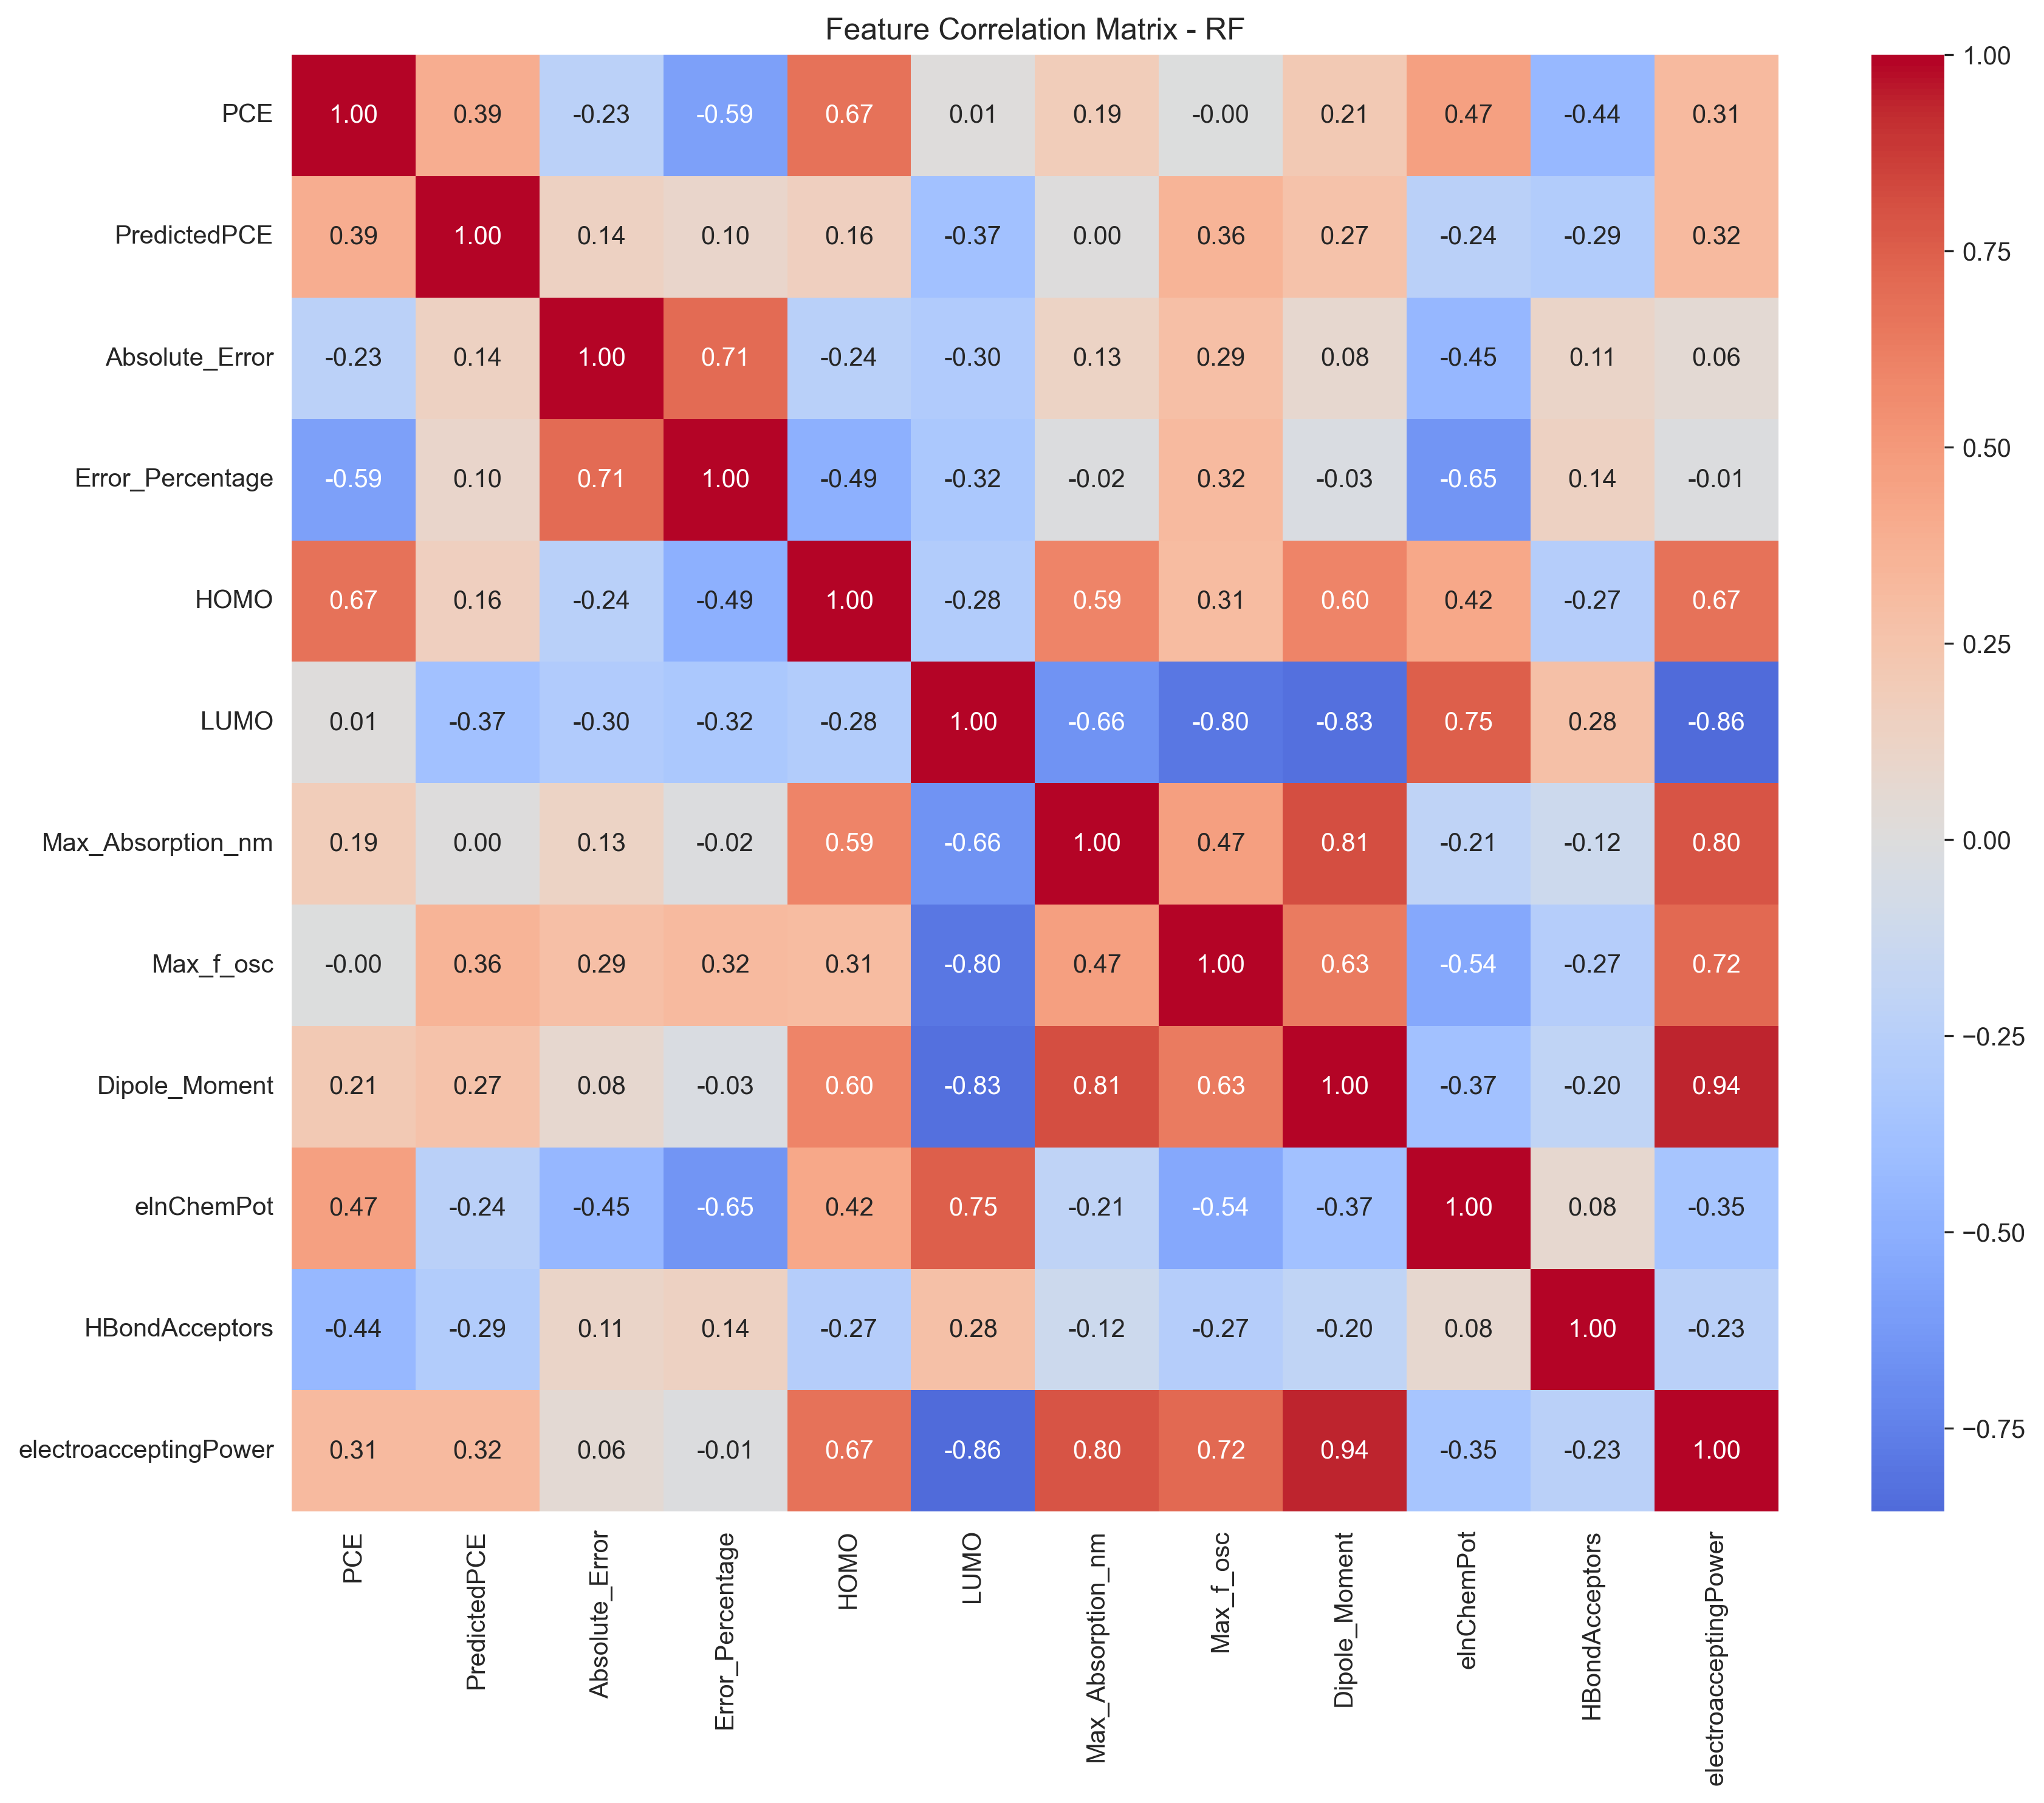 Feature Correlation Matrix - RF
PCE 1.00 0.39 -0.23 -0.59 0.67 0.01 0.19 -0.00 0.21 0.47 -0.44 0.31
PredictedPCE 0.39 1.00 0.14 0.10 0.16 -0.37 0.00 0.36 0.27 -0.24 -0.29 0.32
Absolute_Error -0.23 0.14 1.00 0.71 -0.24 -0.30 0.13 0.29 0.08 -0.45 0.11 0.06
Error_Percentage -0.59 0.10 0.71 1.00 -0.49 -0.32 -0.02 0.32 -0.03 -0.65 0.14 -0.01
HOMO 0.67 0.16 -0.24 -0.49 1.00 -0.28 0.59 0.31 0.60 0.42 -0.27 0.67
LUMO 0.01 -0.37 -0.30 -0.32 -0.28 1.00 -0.66 -0.80 -0.83 0.75 0.28 -0.86
Max_Absorption_nm 0.19 0.00 0.13 -0.02 0.59 -0.66 1.00 0.47 0.81 -0.21 -0.12 0.80
Max_f_osc -0.00 0.36 0.29 0.32 0.31 -0.80 0.47 1.00 0.63 -0.54 -0.27 0.72
Dipole_Moment 0.21 0.27 0.08 -0.03 0.60 -0.83 0.81 0.63 1.00 -0.37 -0.20 0.94
elnChemPot 0.47 -0.24 -0.45 -0.65 0.42 0.75 -0.21 -0.54 -0.37 1.00 0.08 -0.35
HBondAcceptors -0.44 -0.29 0.11 0.14 -0.27 0.28 -0.12 -0.27 -0.20 0.08 1.00 -0.23
electroacceptingPower 0.31 0.32 0.06 -0.01 0.67 -0.86 0.80 0.72 0.94 -0.35 -0.23 1.00
PCE
PredictedPCE
Absolute_Error
Error_Percentage
HOMO
LUMO
Max_Absorption_nm
Max_f_osc
Dipole_Moment
elnChemPot
HBondAcceptors
electroacceptingPower
1.00
0.75
0.50
0.25
0.00
−0.25
−0.50
−0.75